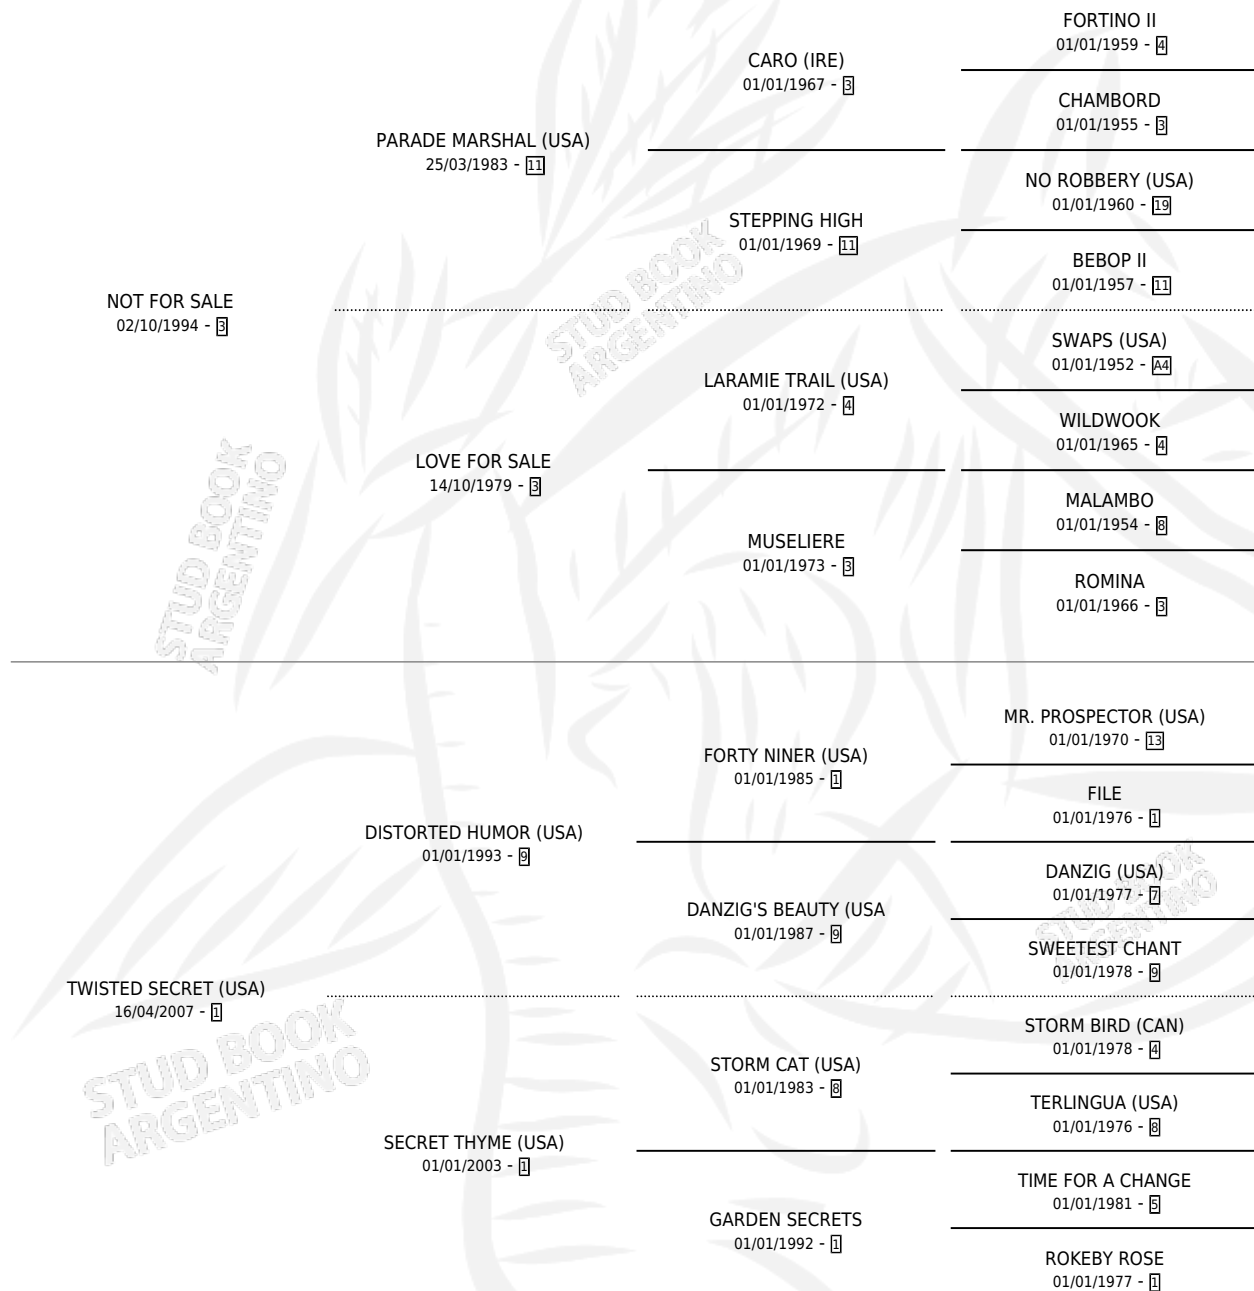 FORTINO II
01/01/1959 - 4
CARO (IRE)
01/01/1967 - 3
CHAMBORD
01/01/1955 - 3
PARADE MARSHAL (USA)
25/03/1983 - 11
NO ROBBERY (USA)
01/01/1960 - 19
STEPPING HIGH
01/01/1969 - 11
BEBOP II
01/01/1957 - 11
NOT FOR SALE
02/10/1994 - 3
STUD BOOK
ARGENTINO
SWAPS (USA)
01/01/1952 - A4
LARAMIE TRAIL (USA)
01/01/1972 - 4
WILDWOOK
01/01/1965 - 4
LOVE FOR SALE
14/10/1979 - 3
MALAMBO
01/01/1954 - 8
MUSELIERE
01/01/1973 - 3
ROMINA
01/01/1966 - 3
STUD BOOK
ARGENTINO
MR. PROSPECTOR (USA)
01/01/1970 - 13
FORTY NINER (USA)
01/01/1985 - 1
FILE
01/01/1976 - 1
DISTORTED HUMOR (USA)
01/01/1993 - 9
DANZIG (USA)
01/01/1977 - 7
DANZIG'S BEAUTY (USA
01/01/1987 - 9
SWEETEST CHANT
01/01/1978 - 9
STUD BOOK
ARGENTINO
TWISTED SECRET (USA)
16/04/2007 - 1
STORM BIRD (CAN)
01/01/1978 - 4
STORM CAT (USA)
01/01/1983 - 8
TERLINGUA (USA)
01/01/1976 - 8
STUD BOOK
ARGENTINO
SECRET THYME (USA)
01/01/2003 - 1
TIME FOR A CHANGE
01/01/1981 - 5
GARDEN SECRETS
01/01/1992 - 1
ROKEBY ROSE
01/01/1977 - 1